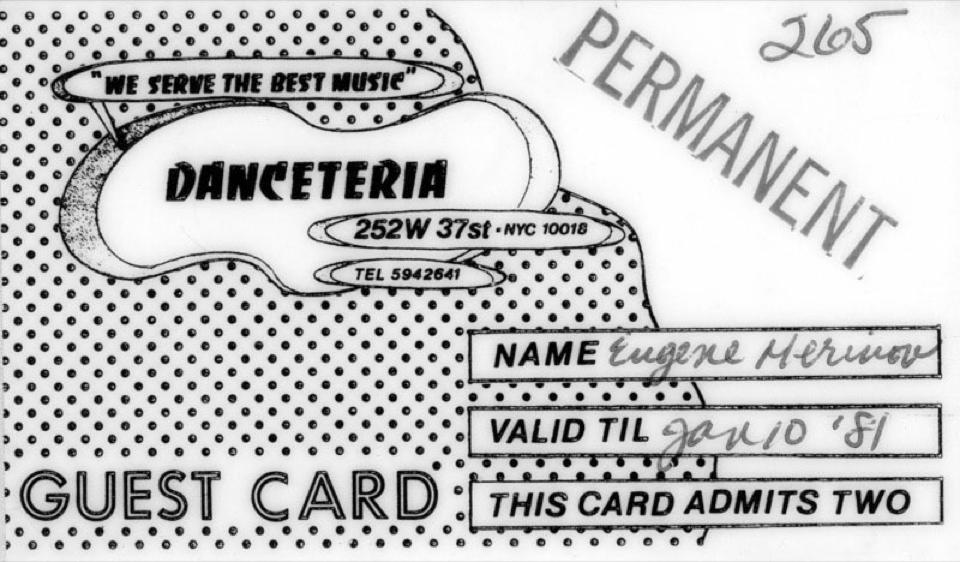 2605
PERMANENT
"WE SERVE THE BEST MUSIC"
DANCETERIA
252W 37st · NYC 10018
TEL 5942641
NAME Eugene Merinov
VALID TIL Jan 10 '81
GUEST CARD
THIS CARD ADMITS TWO